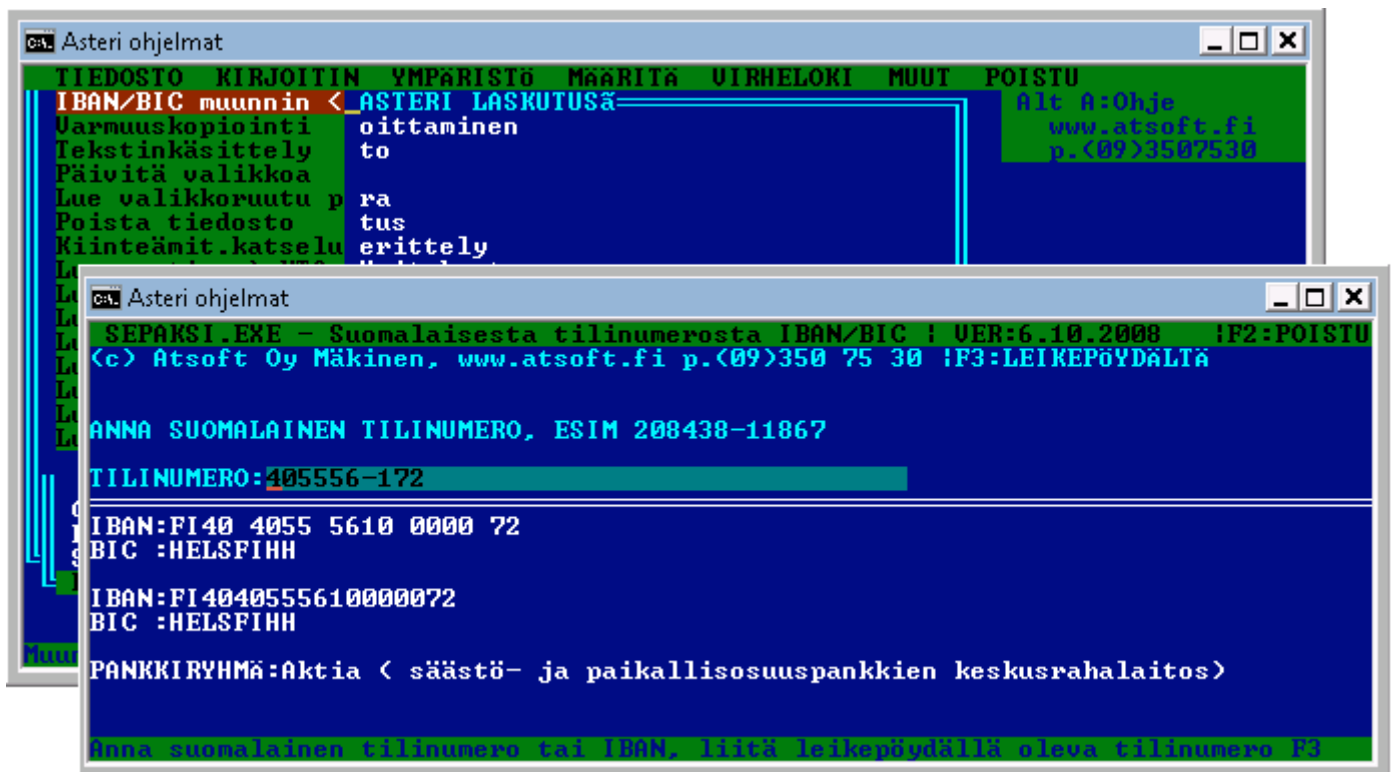 Asteri ohjelmat
TIEDOSTO KIRJOITIN YMPäRISTö MääRITä VIRHELOKI MUUT POISTU
IBAN/BIC muunnin < ASTERI LASKUTUSä Alt A:Ohje
Varmuuskopiointi oittaminen www.atsoft.fi
Tekstinkäsittely to p.(09)3507530
Päivitä valikkoa
Lue valikkoruutu p ra
Poista tiedosto tus
Kiinteämit.katselu erittely
Asteri ohjelmat
SEPAKSI.EXE - Suomalaisesta tilinumerosta IBAN/BIC ¦ VER:6.10.2008 ¦F2:POISTU
(c) Atsoft Oy Mäkinen, www.atsoft.fi p.(09)350 75 30 ¦F3:LEIKEPöYDäLTä
ANNA SUOMALAINEN TILINUMERO, ESIM 208438-11867
TILINUMERO:405556-172
IBAN:FI40 4055 5610 0000 72
BIC :HELSFIHH
IBAN:FI4040555610000072
BIC :HELSFIHH
PANKKIRYHMä:Aktia ( säästö- ja paikallisosuuspankkien keskusrahalaitos)
Anna suomalainen tilinumero tai IBAN, liitä leikepöydällä oleva tilinumero F3